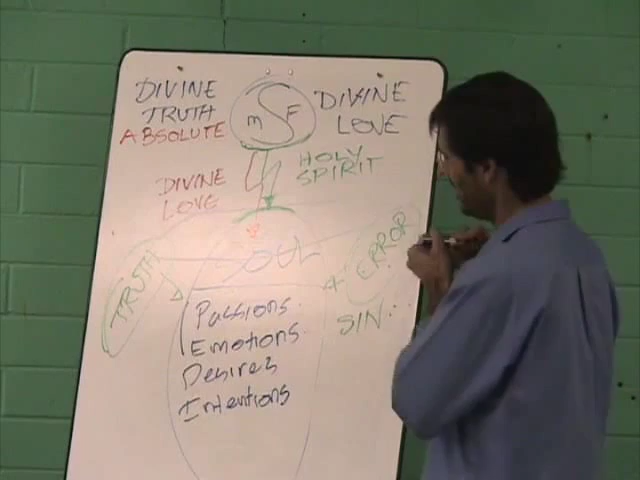 DIVINE
TRUTH
ABSOLUTE
m S F
DIVINE
LOVE
HOLY
SPIRIT
DIVINE
LOVE
TRUTH
SOUL
ERROR
SIN
Passions
Emotions
Desires
Intentions